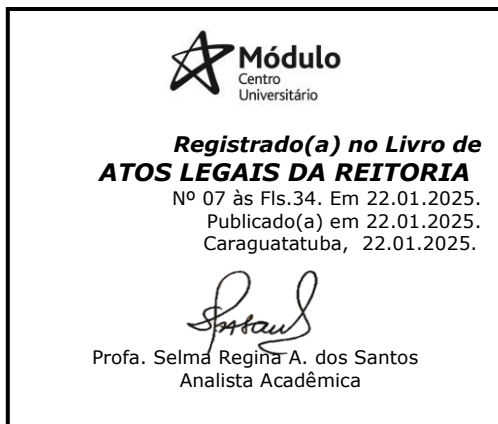 Módulo
Centro
Universitário
Registrado(a) no Livro de
ATOS LEGAIS DA REITORIA
Nº 07 às Fls.34. Em 22.01.2025.
Publicado(a) em 22.01.2025.
Caraguatatuba, 22.01.2025.
Profa. Selma Regina A. dos Santos
Analista Acadêmica